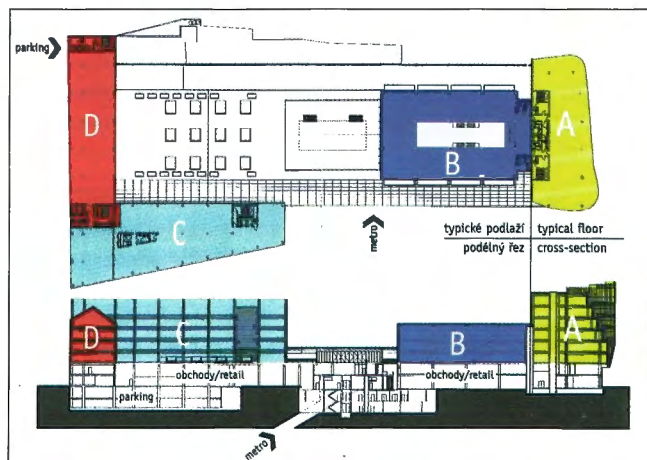 parking
D
B
A
C
metro
typické podlaží typical floor
podélný řez cross-section
D
C
B
A
obchody/retail
obchody/retail
parking
metro